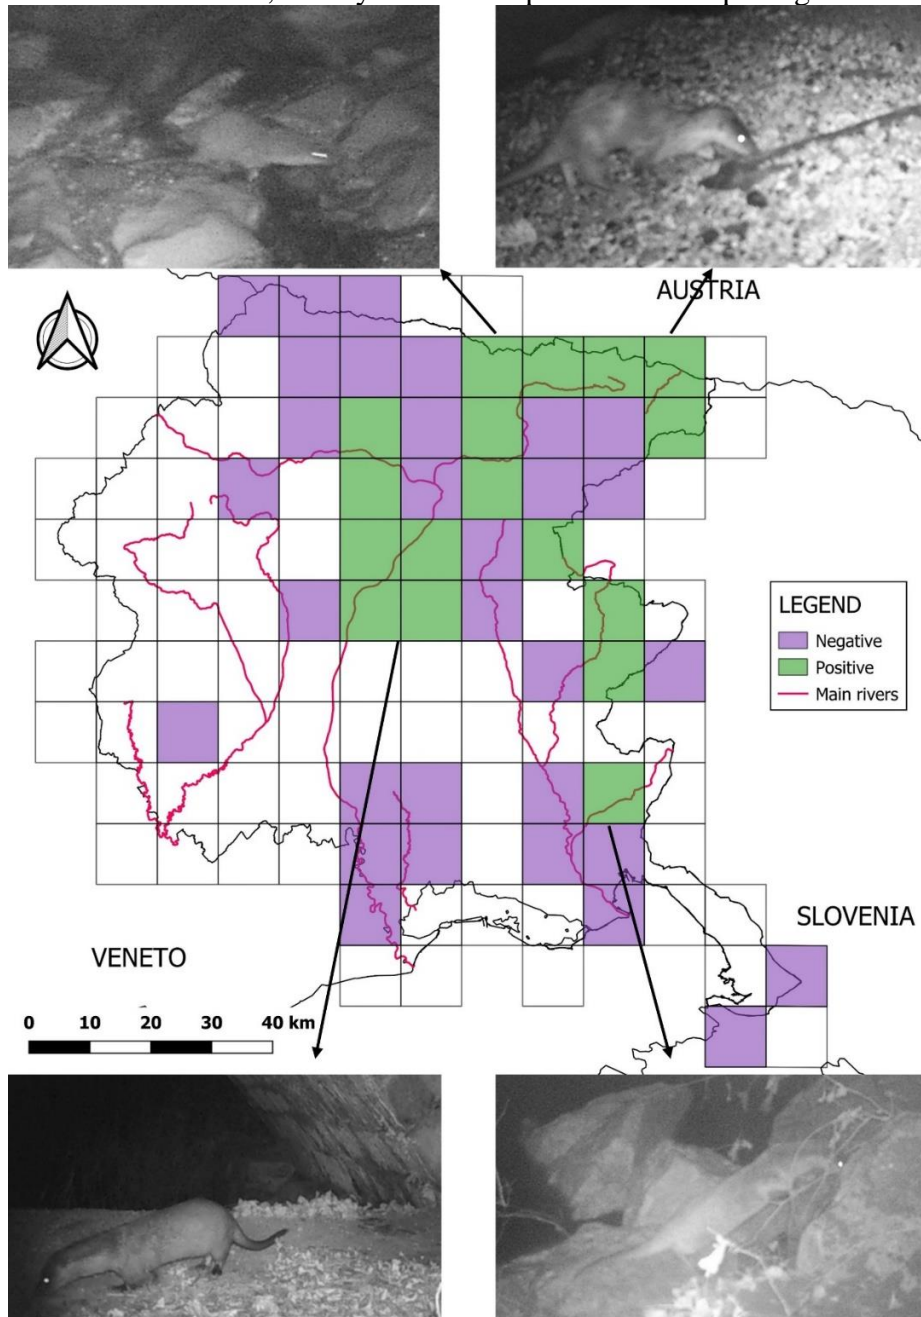 AUSTRIA
LEGEND
Negative
Positive
Main rivers
SLOVENIA
VENETO
0 10 20 30 40 km